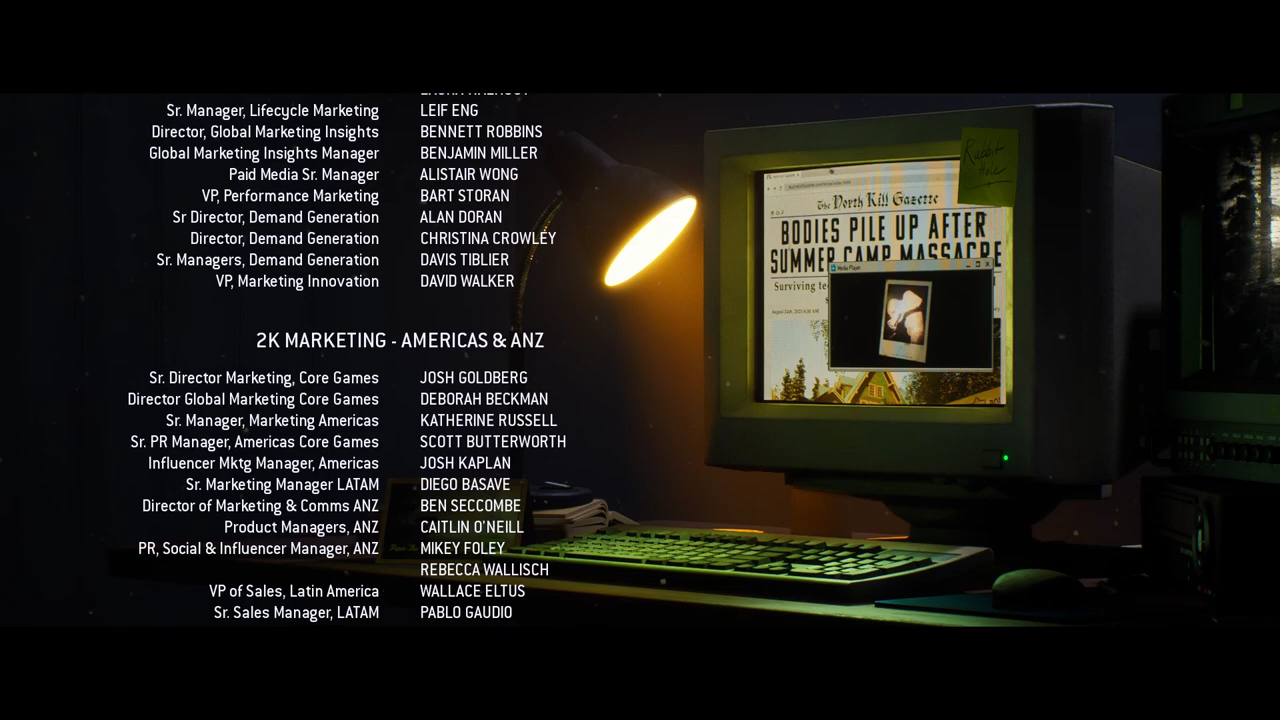 Sr. Manager, Lifecycle Marketing LEIF ENG
Director, Global Marketing Insights BENNETT ROBBINS
Global Marketing Insights Manager BENJAMIN MILLER
Paid Media Sr. Manager ALISTAIR WONG
VP, Performance Marketing BART STORAN
Sr Director, Demand Generation ALAN DORAN
Director, Demand Generation CHRISTINA CROWLEY
Sr. Managers, Demand Generation DAVIS TIBLIER
VP, Marketing Innovation DAVID WALKER
2K MARKETING - AMERICAS & ANZ
Sr. Director Marketing, Core Games JOSH GOLDBERG
Director Global Marketing Core Games DEBORAH BECKMAN
Sr. Manager, Marketing Americas KATHERINE RUSSELL
Sr. PR Manager, Americas Core Games SCOTT BUTTERWORTH
Influencer Mktg Manager, Americas JOSH KAPLAN
Sr. Marketing Manager LATAM DIEGO BASAVE
Director of Marketing & Comms ANZ BEN SECCOMBE
Product Managers, ANZ CAITLIN O'NEILL
PR, Social & Influencer Manager, ANZ MIKEY FOLEY
REBECCA WALLISCH
VP of Sales, Latin America WALLACE ELTUS
Sr. Sales Manager, LATAM PABLO GAUDIO
Rabbit
Hole
The North Kill Gazette
BODIES PILE UP AFTER
SUMMER CAMP MASSACRE
Media Player
Surviving